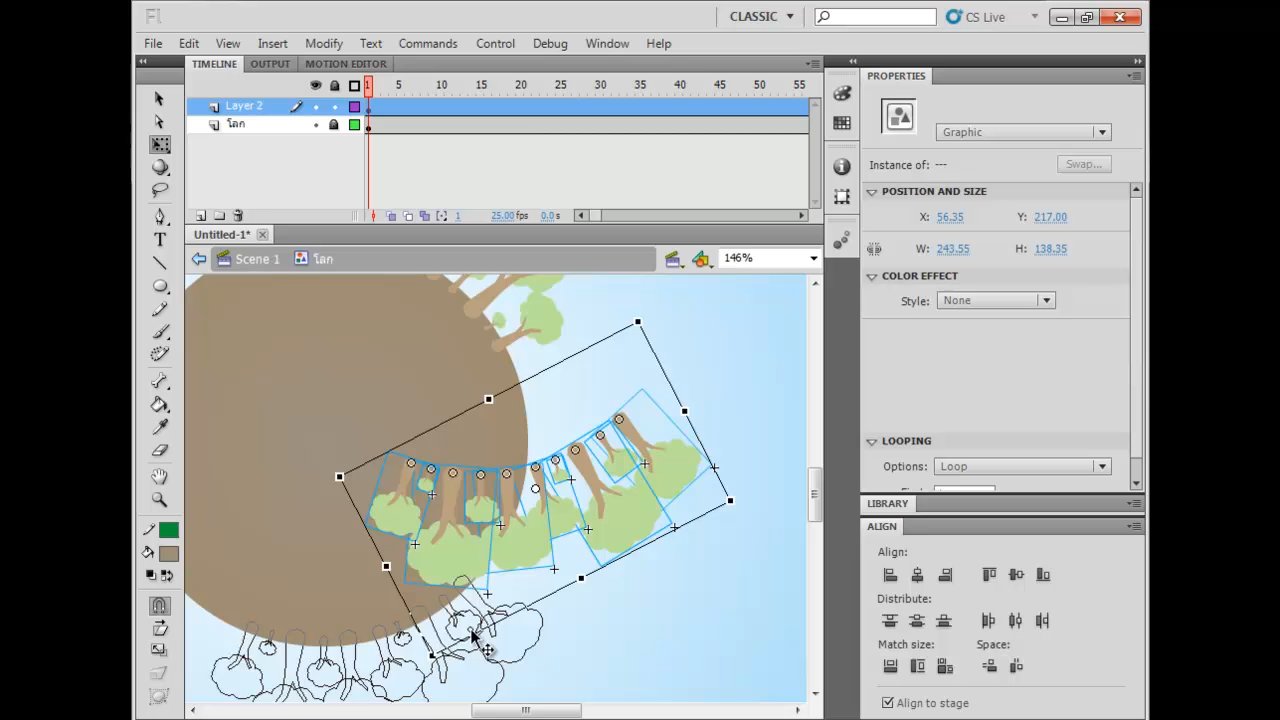 Fl
CLASSIC
CS Live
File Edit View Insert Modify Text Commands Control Debug Window Help
TIMELINE OUTPUT MOTION EDITOR
1 5 10 15 20 25 30 35 40 45 50 55
Layer 2
โลก
1 25.00 fps 0.0 s
Untitled-1*
Scene 1 โลก 146%
PROPERTIES
Graphic
Instance of: --- Swap...
POSITION AND SIZE
X: 56.35 Y: 217.00
W: 243.55 H: 138.35
COLOR EFFECT
Style: None
LOOPING
Options: Loop
LIBRARY
ALIGN
Align:
Distribute:
Match size: Space:
Align to stage